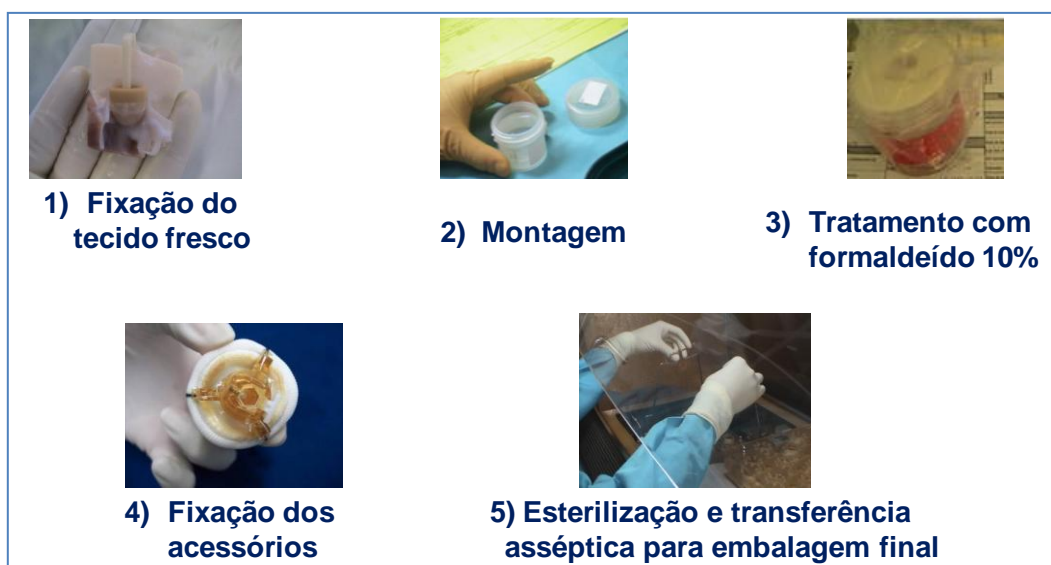 1) Fixação do
tecido fresco
2) Montagem
3) Tratamento com
formaldeído 10%
4) Fixação dos
acessórios
5) Esterilização e transferência
asséptica para embalagem final